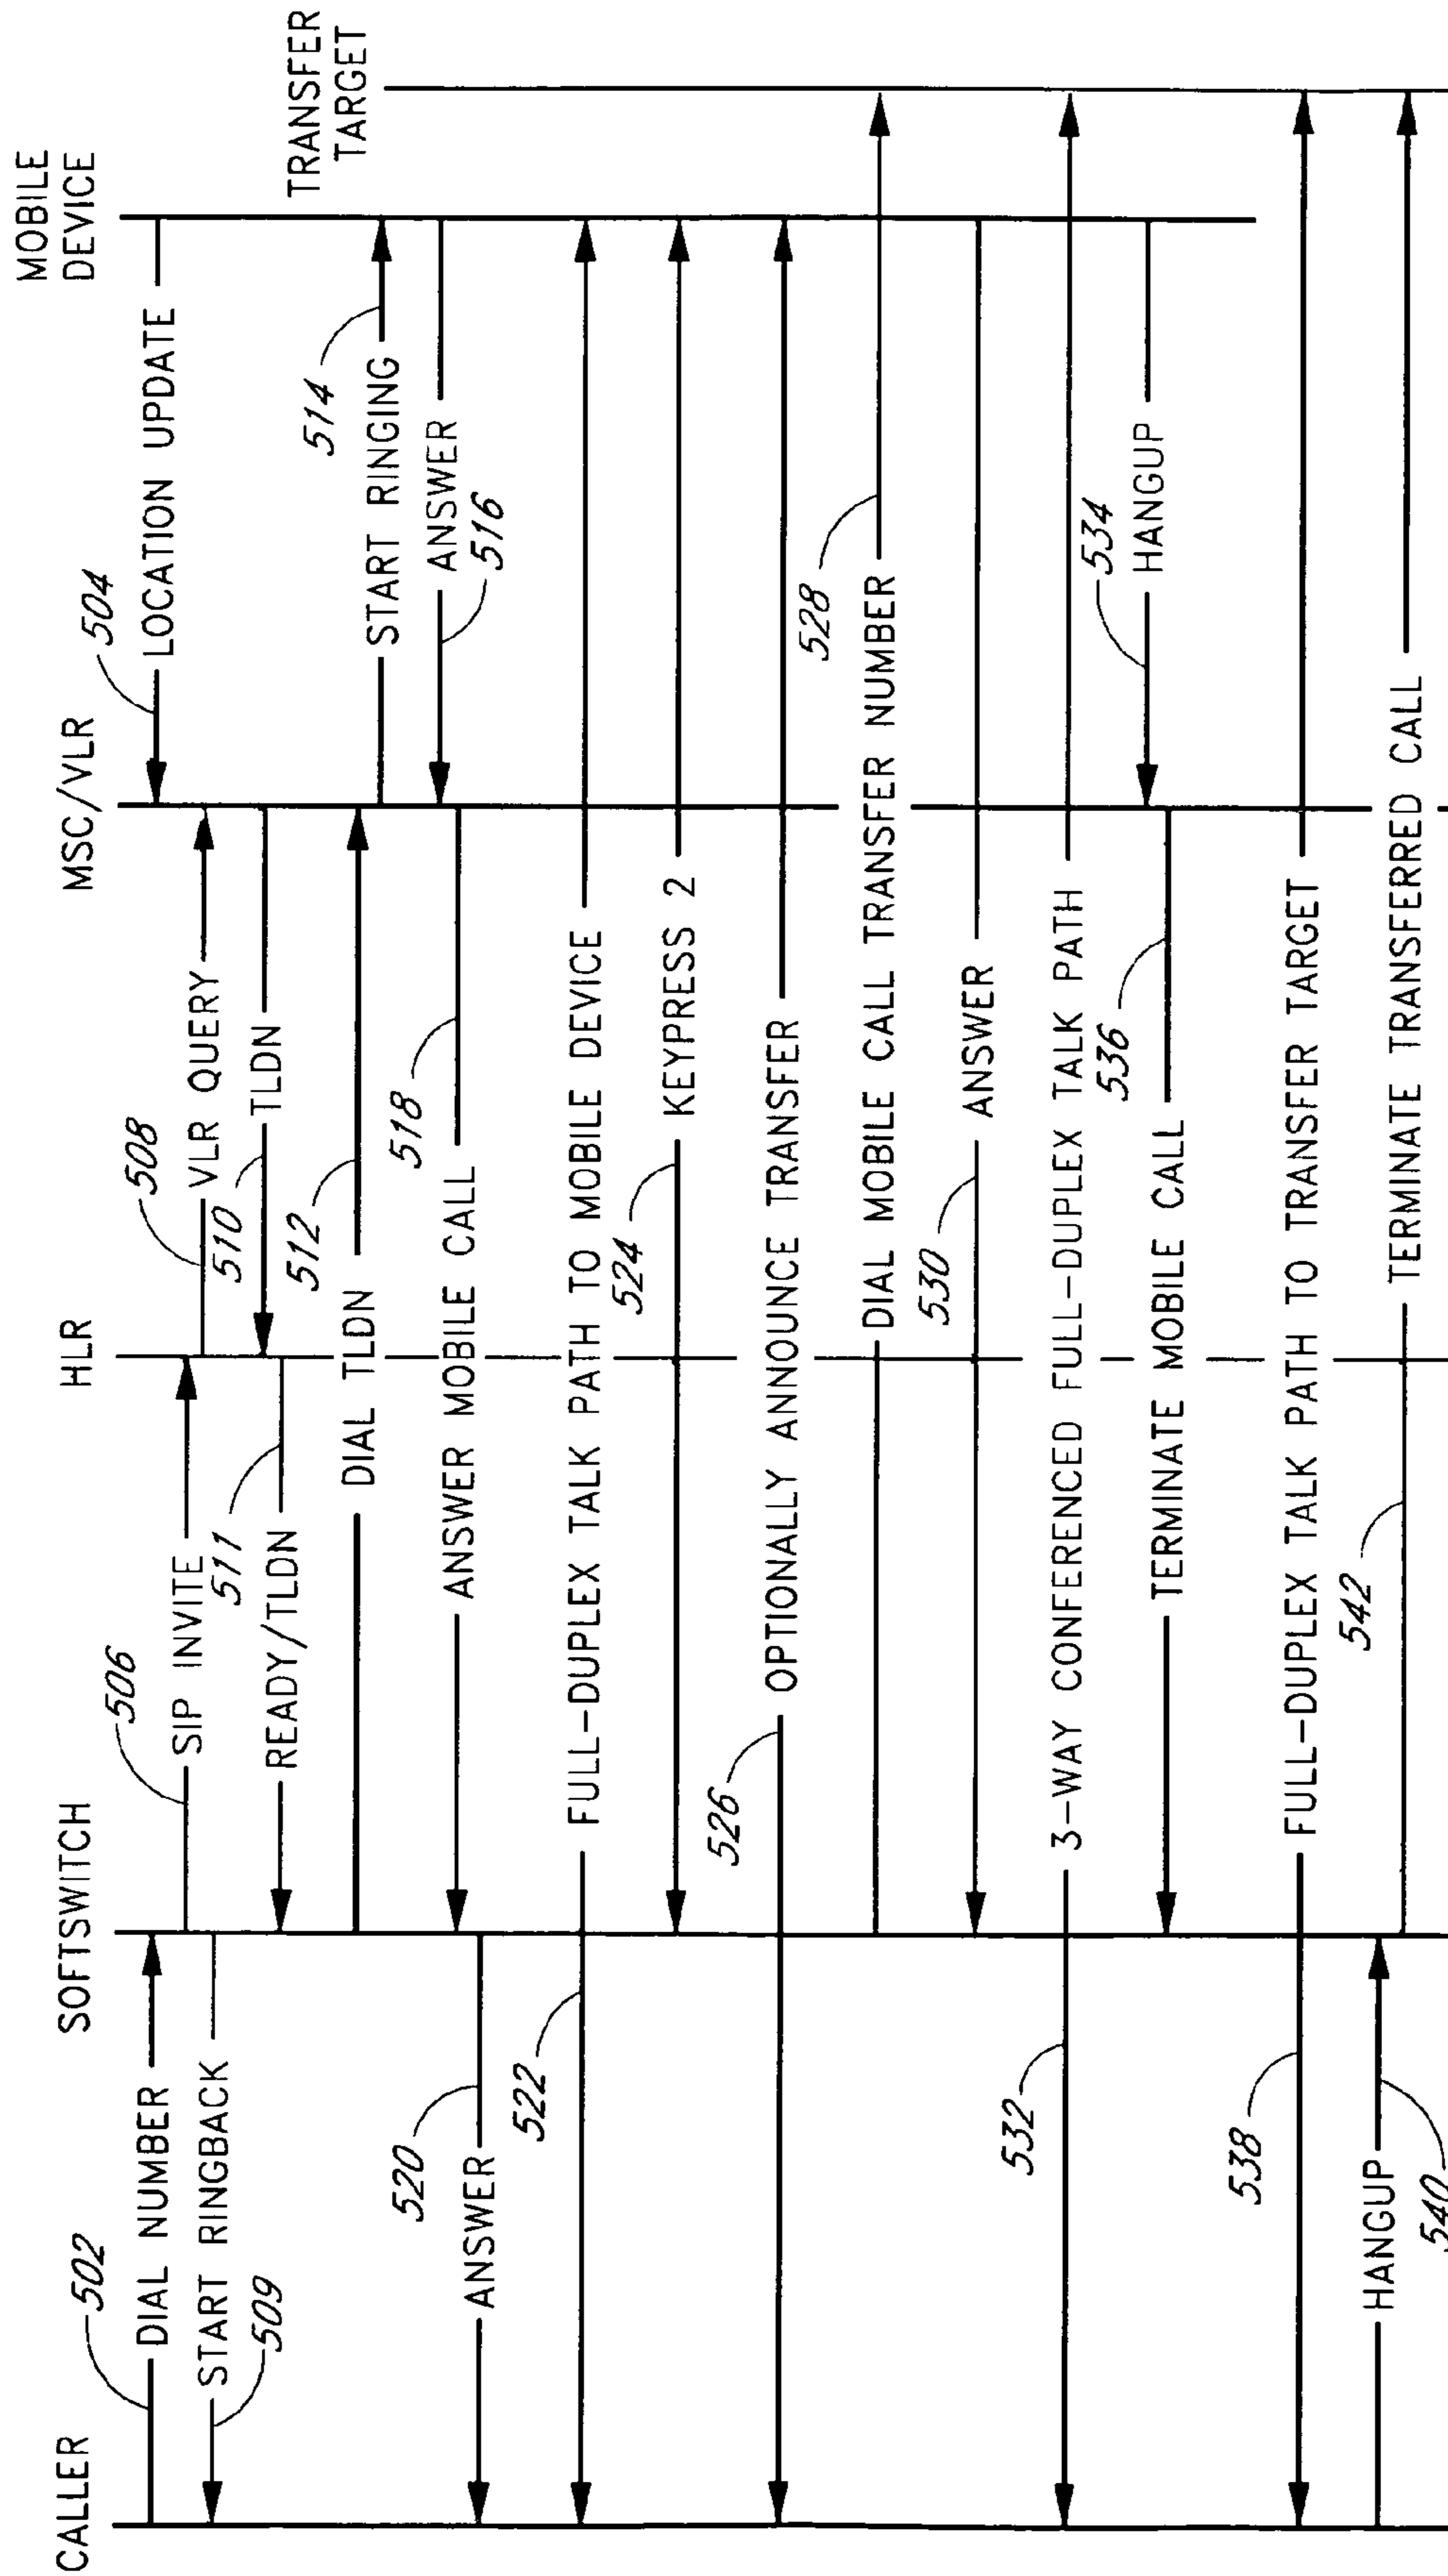 CALLER
SOFTSWITCH
HLR
MSC/VLR
MOBILE
DEVICE
TRANSFER
TARGET
502
DIAL NUMBER
504
LOCATION UPDATE
506
SIP INVITE
508
VLR QUERY
START RINGBACK
509
510
TLDN
511
READY/TLDN
512
DIAL TLDN
514
START RINGING
ANSWER
516
518
ANSWER MOBILE CALL
520
ANSWER
522
FULL-DUPLEX TALK PATH TO MOBILE DEVICE
524
KEYPRESS 2
526
OPTIONALLY ANNOUNCE TRANSFER
528
DIAL MOBILE CALL TRANSFER NUMBER
530
ANSWER
532
3-WAY CONFERENCED FULL-DUPLEX TALK PATH
534
HANGUP
536
TERMINATE MOBILE CALL
538
FULL-DUPLEX TALK PATH TO TRANSFER TARGET
HANGUP
540
542
TERMINATE TRANSFERRED CALL